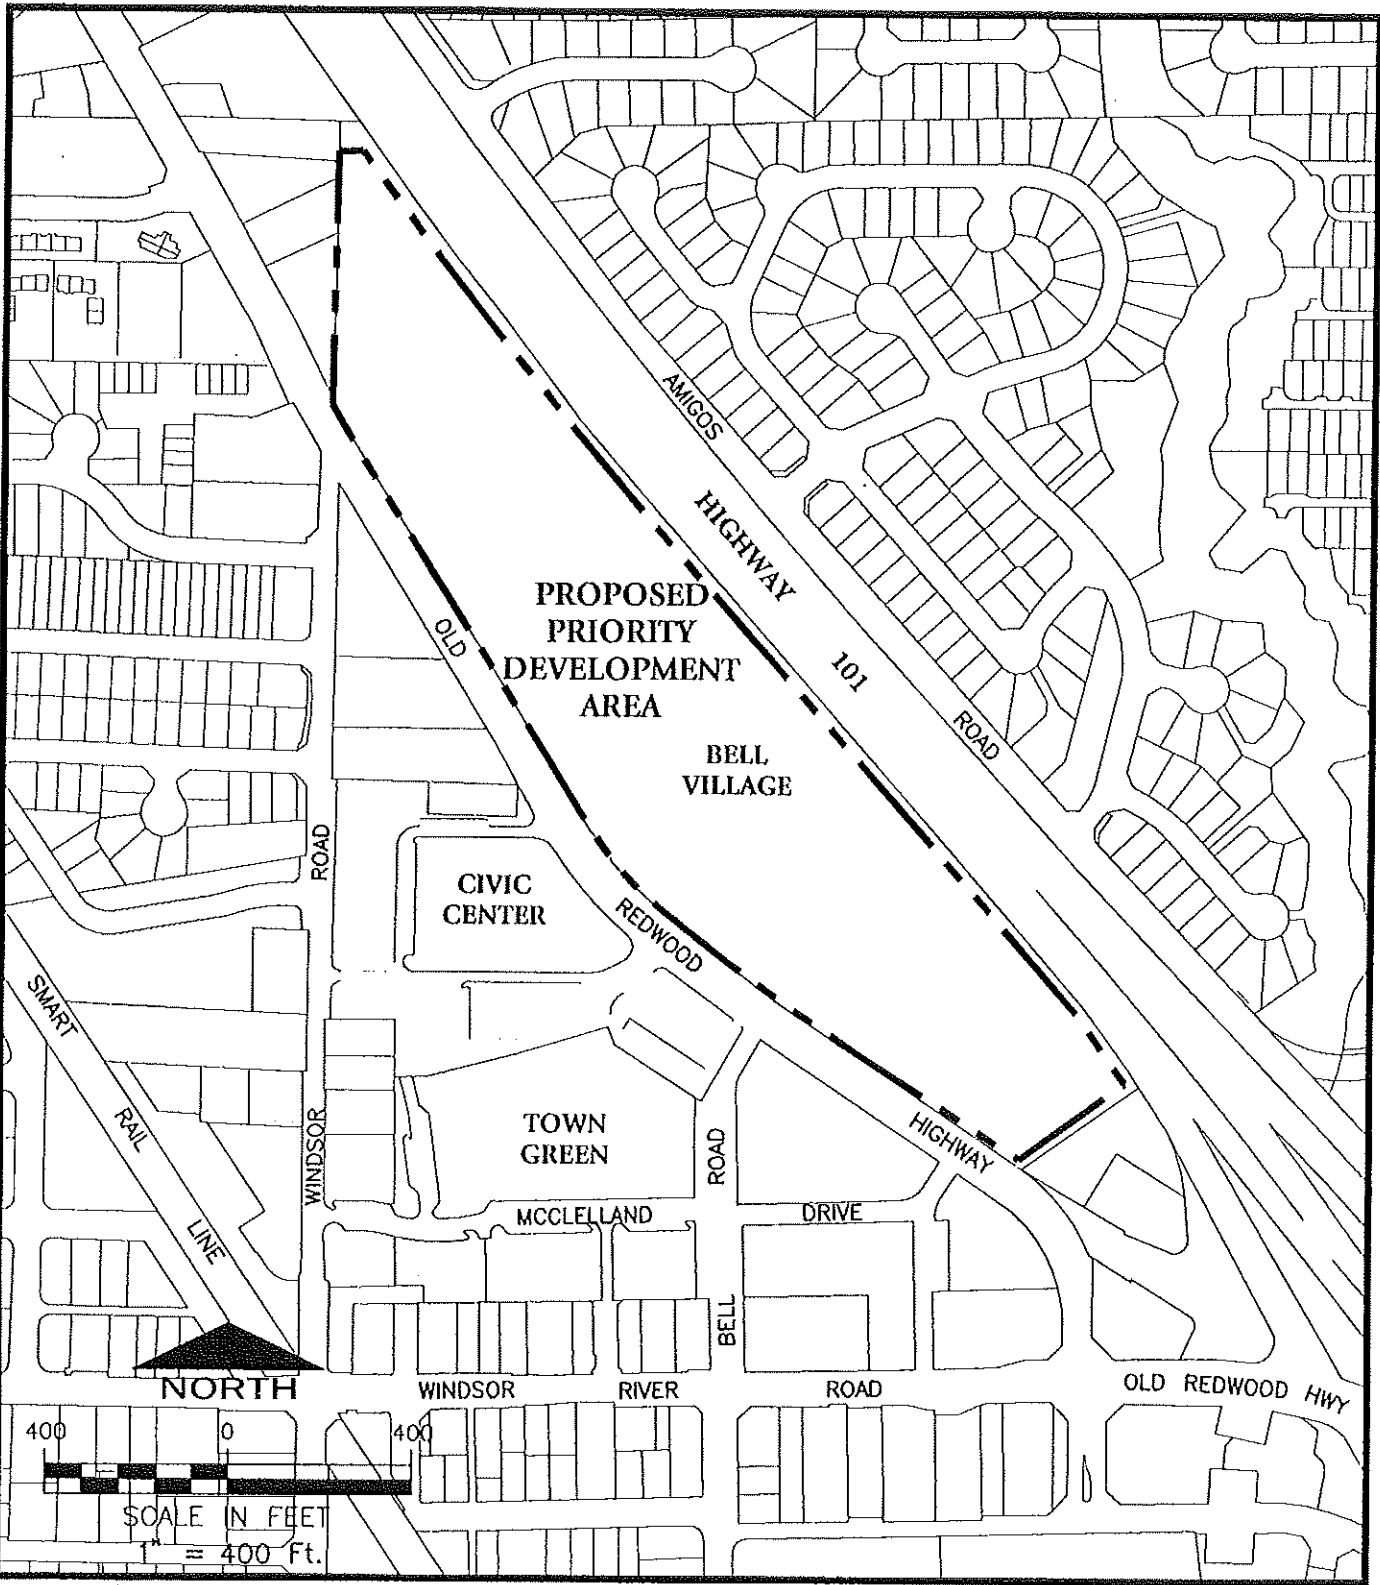 AMIGOS
HIGHWAY
101
ROAD
PROPOSED
PRIORITY
DEVELOPMENT
AREA
BELL
VILLAGE
OLD
REDWOOD
HIGHWAY
ROAD
WINDSOR
CIVIC
CENTER
SMART
RAIL
LINE
TOWN
GREEN
ROAD
BELL
MCCLELLAND
DRIVE
NORTH
WINDSOR
RIVER
ROAD
OLD REDWOOD HWY
400
0
400
SCALE IN FEET
1" = 400 Ft.